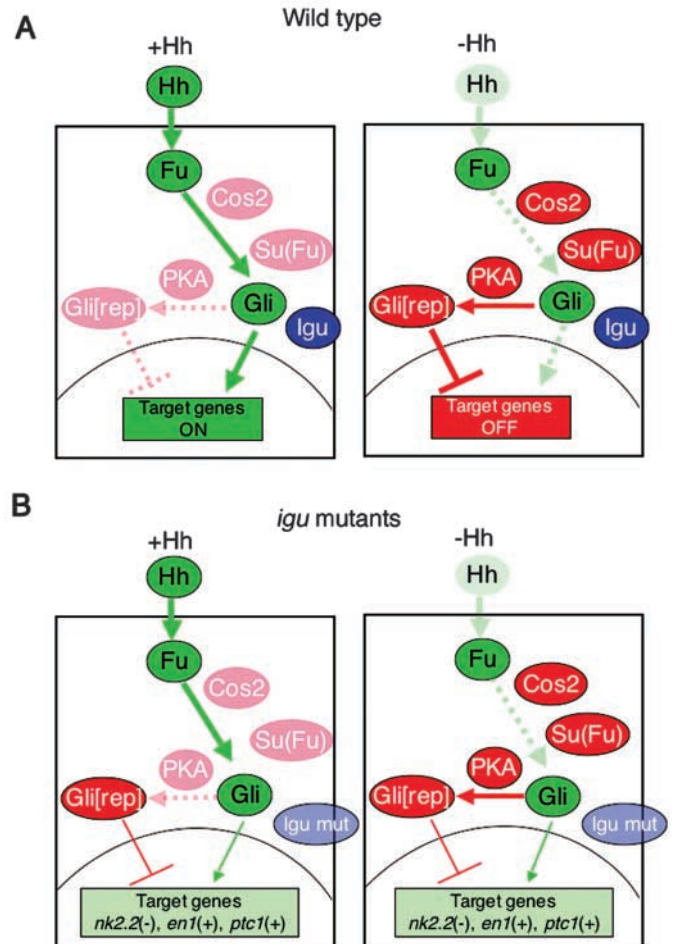 A
Wild type
+Hh
Hh
Fu
Cos2
Su(Fu)
PKA
Gli[rep]
Gli
Igu
Target genes
ON
-Hh
Hh
Fu
Cos2
Su(Fu)
PKA
Gli[rep]
Gli
Igu
Target genes
OFF
B
igu mutants
+Hh
Hh
Fu
Cos2
Su(Fu)
PKA
Gli[rep]
Gli
Igu mut
Target genes
nk2.2(-), en1(+), ptc1(+)
-Hh
Hh
Fu
Cos2
Su(Fu)
PKA
Gli[rep]
Gli
Igu mut
Target genes
nk2.2(-), en1(+), ptc1(+)